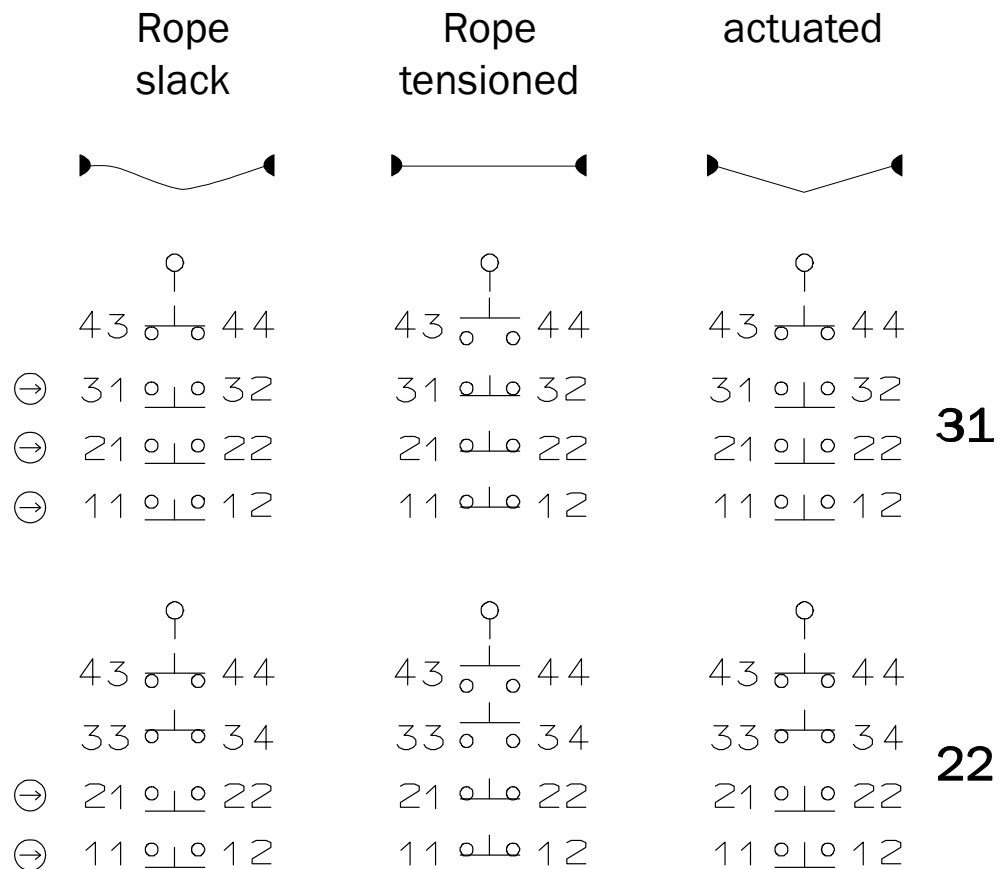 Rope Rope actuated
slack tensioned
43 44 43 44 43 44
31 32 31 32 31 32
31
21 22 21 22 21 22
11 12 11 12 11 12
43 44 43 44 43 44
33 34 33 34 33 34
22
21 22 21 22 21 22
11 12 11 12 11 12